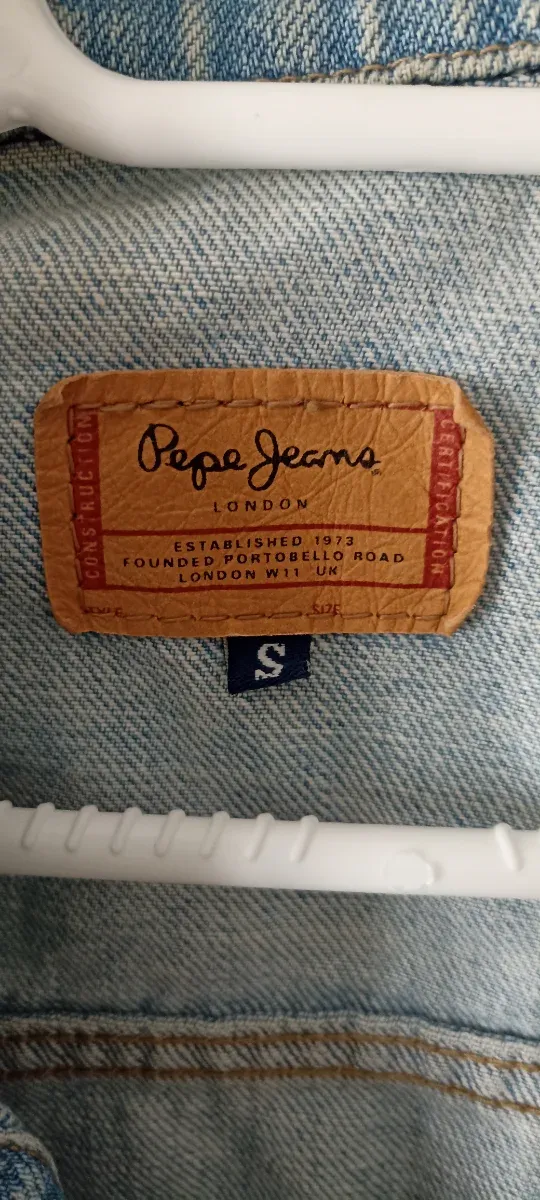 Pepe Jeans
LONDON
ESTABLISHED 1973
FOUNDED PORTOBELLO ROAD
LONDON W11 UK
CONSTRUCTION
CERTIFICATION
STYLE
SIZE
S